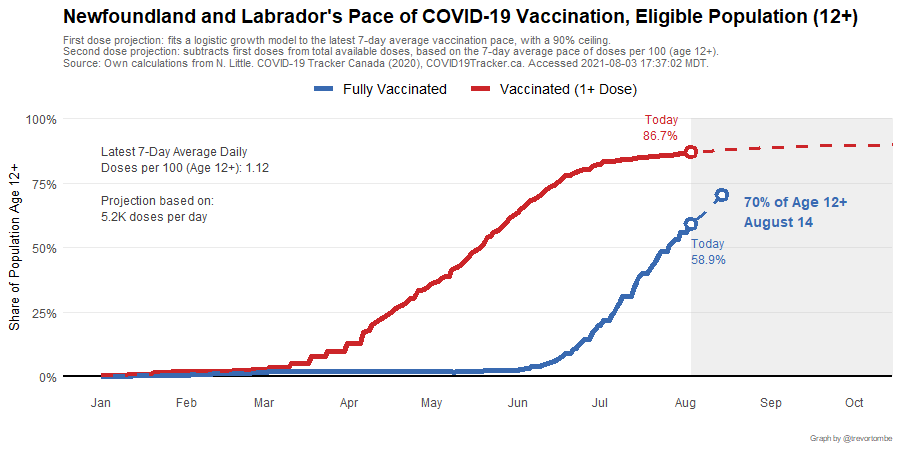 Newfoundland and Labrador's Pace of COVID-19 Vaccination, Eligible Population (12+)
First dose projection: fits a logistic growth model to the latest 7-day average vaccination pace, with a 90% ceiling.
Second dose projection: subtracts first doses from total available doses, based on the 7-day average pace of doses per 100 (age 12+).
Source: Own calculations from N. Little. COVID-19 Tracker Canada (2020), COVID19Tracker.ca. Accessed 2021-08-03 17:37:02 MDT.
Fully Vaccinated
Vaccinated (1+ Dose)
Share of Population Age 12+
100%
75%
50%
25%
0%
Latest 7-Day Average Daily
Doses per 100 (Age 12+): 1.12
Projection based on:
5.2K doses per day
Today
86.7%
70% of Age 12+
August 14
Today
58.9%
Jan
Feb
Mar
Apr
May
Jun
Jul
Aug
Sep
Oct
Graph by @trevortombe